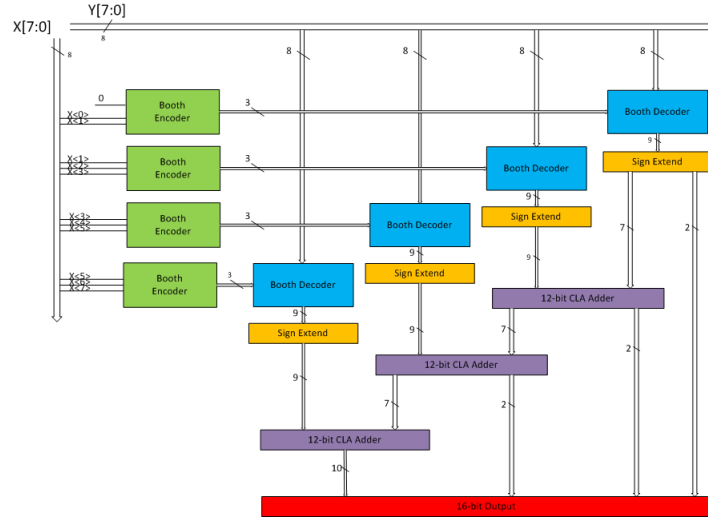 Y[7:0]
X[7:0]
8
8
8
8
8
8
0
X<0>
X<1>
Booth
Encoder
3
Booth Decoder
9
Sign Extend
X<1>
X<2>
X<3>
Booth
Encoder
3
Booth Decoder
9
Sign Extend
7
2
X<3>
X<4>
X<5>
Booth
Encoder
3
Booth Decoder
9
Sign Extend
9
X<5>
X<6>
X<7>
Booth
Encoder
3
Booth Decoder
9
Sign Extend
12-bit CLA Adder
9
7
2
12-bit CLA Adder
9
7
2
12-bit CLA Adder
10
16-bit Output